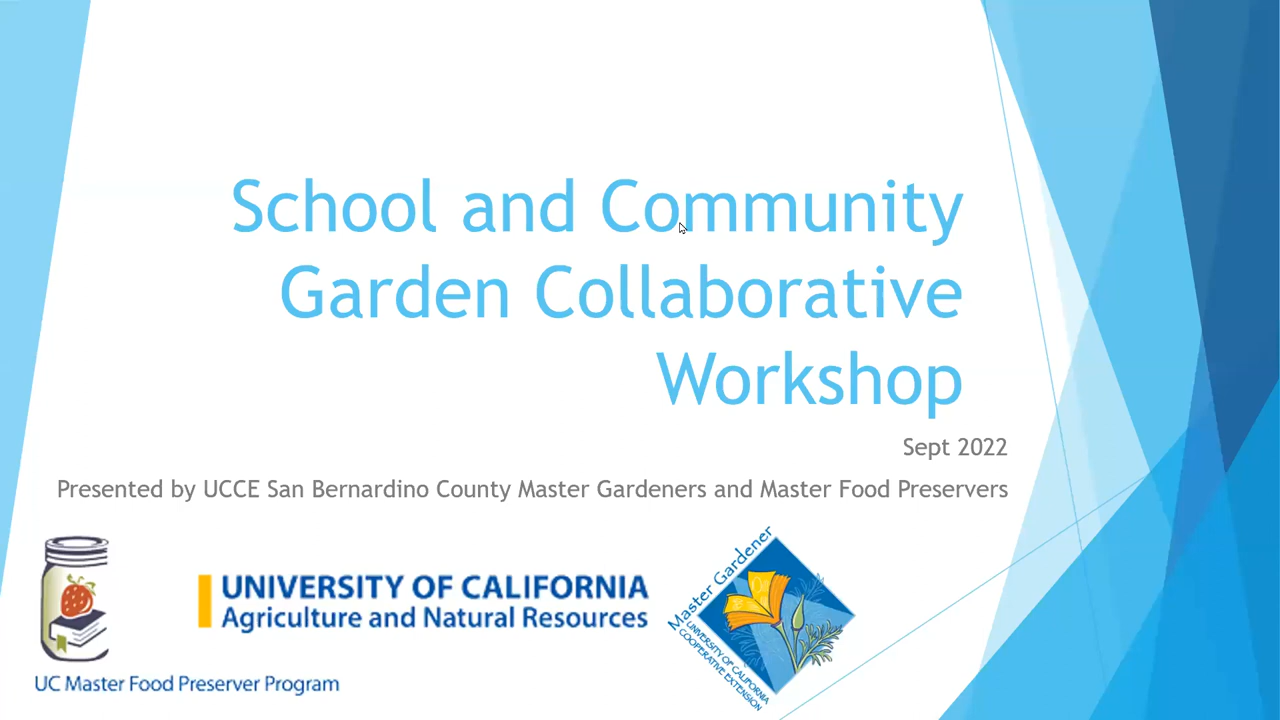 School and Community
Garden Collaborative
Workshop
Sept 2022
Presented by UCCE San Bernardino County Master Gardeners and Master Food Preservers
UNIVERSITY OF CALIFORNIA
Agriculture and Natural Resources
UC Master Food Preserver Program
Master Gardener
UNIVERSITY OF CALIFORNIA
COOPERATIVE EXTENSION